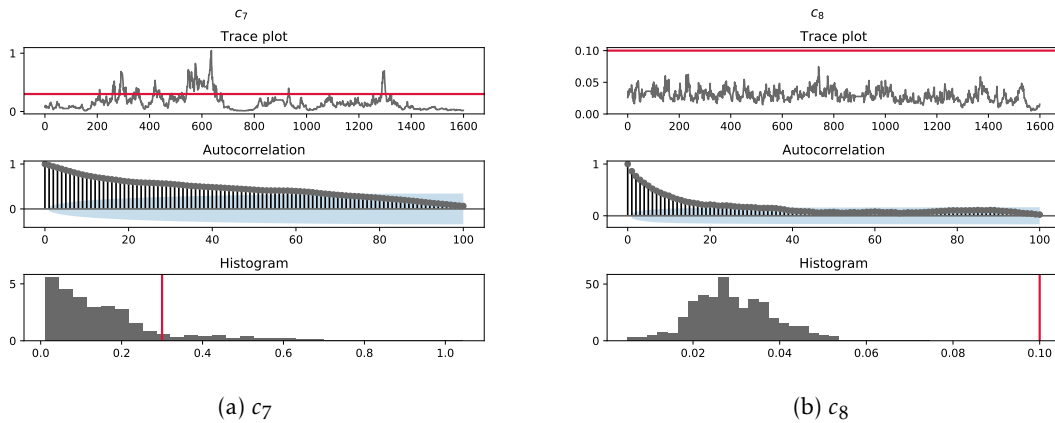 c7
Trace plot
1
0
0 200 400 600 800 1000 1200 1400 1600
Autocorrelation
1
0
0 20 40 60 80 100
Histogram
5
0
0.0 0.2 0.4 0.6 0.8 1.0
(a) c7
c8
Trace plot
0.10
0.05
0.00
0 200 400 600 800 1000 1200 1400 1600
Autocorrelation
1
0
0 20 40 60 80 100
Histogram
50
0
0.02 0.04 0.06 0.08 0.10
(b) c8